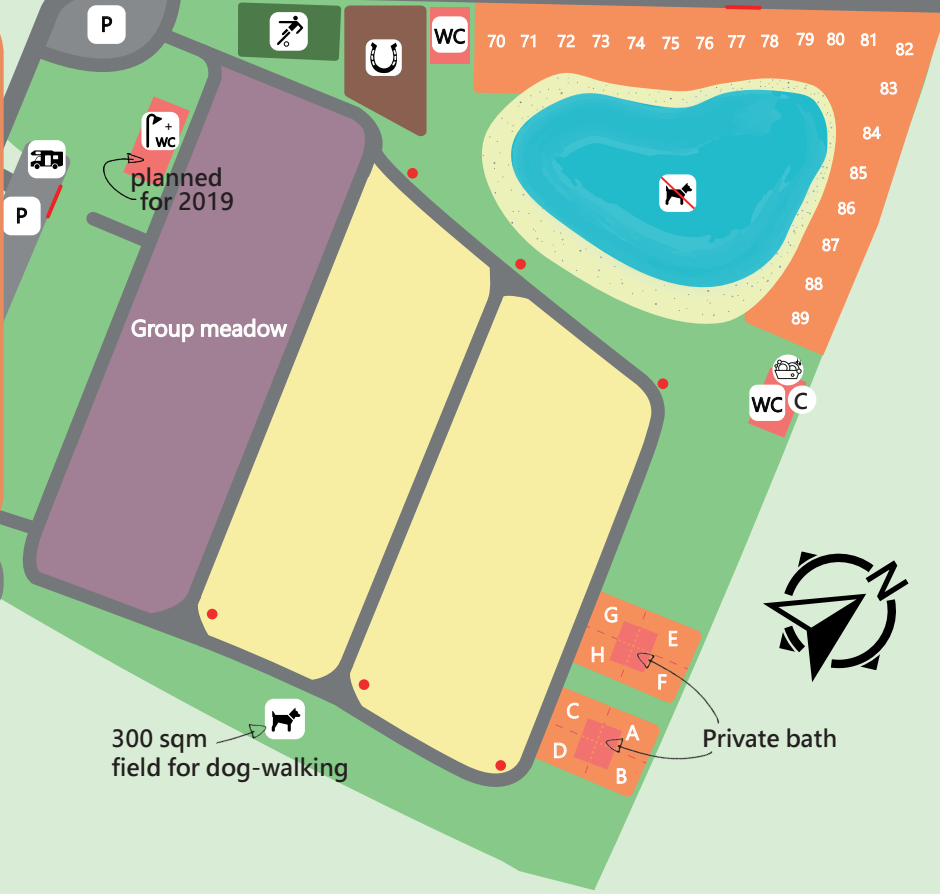 P
WC
70 71 72 73 74 75 76 77 78 79 80 81 82
83
84
85
86
87
88
89
+
WC
planned
for 2019
P
Group meadow
WC C
N
G E
H F
C A
D B
Private bath
300 sqm
field for dog-walking